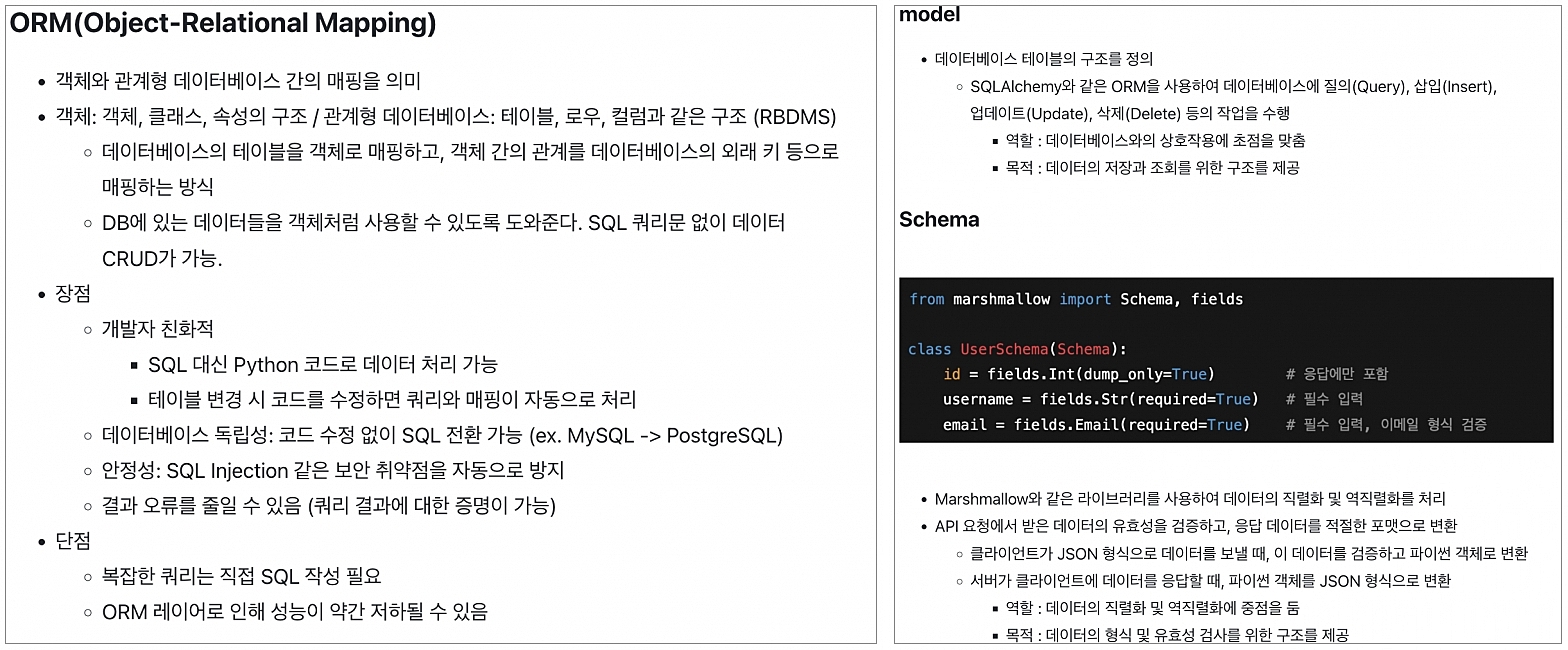 ORM(Object-Relational Mapping)
• 객체와 관계형 데이터베이스 간의 매핑을 의미
• 객체: 객체, 클래스, 속성의 구조 / 관계형 데이터베이스: 테이블, 로우, 컬럼과 같은 구조 (RBDMS)
◦ 데이터베이스의 테이블을 객체로 매핑하고, 객체 간의 관계를 데이터베이스의 외래 키 등으로
매핑하는 방식
◦ DB에 있는 데이터들을 객체처럼 사용할 수 있도록 도와준다. SQL 쿼리문 없이 데이터
CRUD가 가능.
• 장점
◦ 개발자 친화적
▪ SQL 대신 Python 코드로 데이터 처리 가능
▪ 테이블 변경 시 코드를 수정하면 쿼리와 매핑이 자동으로 처리
◦ 데이터베이스 독립성: 코드 수정 없이 SQL 전환 가능 (ex. MySQL -> PostgreSQL)
◦ 안정성: SQL Injection 같은 보안 취약점을 자동으로 방지
◦ 결과 오류를 줄일 수 있음 (쿼리 결과에 대한 증명이 가능)
• 단점
◦ 복잡한 쿼리는 직접 SQL 작성 필요
◦ ORM 레이어로 인해 성능이 약간 저하될 수 있음
model
• 데이터베이스 테이블의 구조를 정의
◦ SQLAlchemy와 같은 ORM을 사용하여 데이터베이스에 질의(Query), 삽입(Insert),
업데이트(Update), 삭제(Delete) 등의 작업을 수행
▪ 역할 : 데이터베이스와의 상호작용에 초점을 맞춤
▪ 목적 : 데이터의 저장과 조회를 위한 구조를 제공
Schema
from marshmallow import Schema, fields
class UserSchema(Schema):
    id = fields.Int(dump_only=True)        # 응답에만 포함
    username = fields.Str(required=True)   # 필수 입력
    email = fields.Email(required=True)    # 필수 입력, 이메일 형식 검증
• Marshmallow와 같은 라이브러리를 사용하여 데이터의 직렬화 및 역직렬화를 처리
• API 요청에서 받은 데이터의 유효성을 검증하고, 응답 데이터를 적절한 포맷으로 변환
◦ 클라이언트가 JSON 형식으로 데이터를 보낼 때, 이 데이터를 검증하고 파이썬 객체로 변환
◦ 서버가 클라이언트에 데이터를 응답할 때, 파이썬 객체를 JSON 형식으로 변환
▪ 역할 : 데이터의 직렬화 및 역직렬화에 중점을 둠
▪ 목적 : 데이터의 형식 및 유효성 검사를 위한 구조를 제공